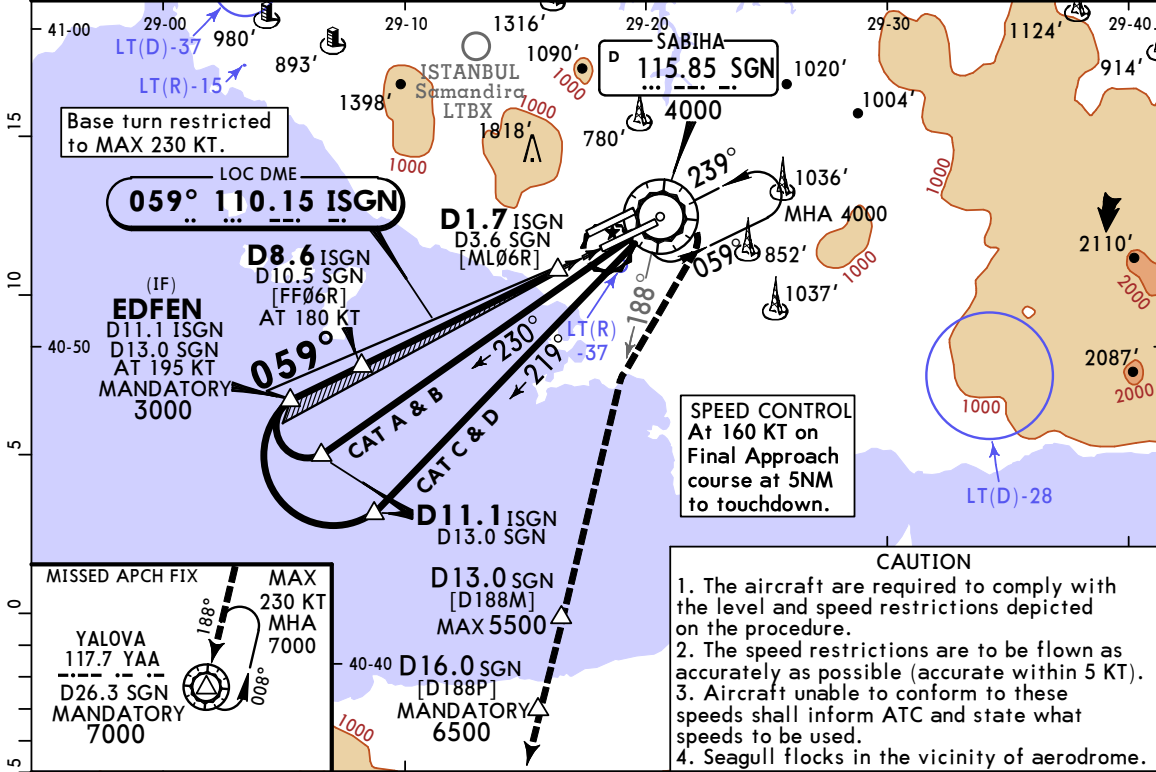 29-00
29-10
29-20
29-30
29-40
41-00
LT(D)-37
980'
893'
1316'
1124'
914'
LT(R)-15
ISTANBUL
Samandira
LTBX
1090'
1000
SABIHA
D 115.85 SGN
4000
1020'
1004'
1398'
1000
1000
1818'
780'
2000
15
Base turn restricted
to MAX 230 KT.
LOC DME
059° 110.15 ISGN
239°
1036'
MHA 4000
1000
D1.7 ISGN
D3.6 SGN
[ML06R]
059°
852'
1000
2110'
2000
D8.6 ISGN
D10.5 SGN
[FF06R]
AT 180 KT
10
(IF)
EDFEN
D11.1 ISGN
D13.0 SGN
AT 195 KT
MANDATORY
3000
1037'
188°
LT(R)
-37
059°
230°
219°
40-50
2087'
2000
1000
CAT A & B
CAT C & D
SPEED CONTROL
At 160 KT on
Final Approach
course at 5NM
to touchdown.
5
LT(D)-28
D11.1 ISGN
D13.0 SGN
D13.0 SGN
[D188M]
MAX 5500
0
40-40
D16.0 SGN
[D188P]
MANDATORY
6500
1000
5
MISSED APCH FIX
MAX
230 KT
MHA
7000
188°
008°
YALOVA
117.7 YAA
D26.3 SGN
MANDATORY
7000
CAUTION
1. The aircraft are required to comply with
the level and speed restrictions depicted
on the procedure.
2. The speed restrictions are to be flown as
accurately as possible (accurate within 5 KT).
3. Aircraft unable to conform to these
speeds shall inform ATC and state what
speeds to be used.
4. Seagull flocks in the vicinity of aerodrome.